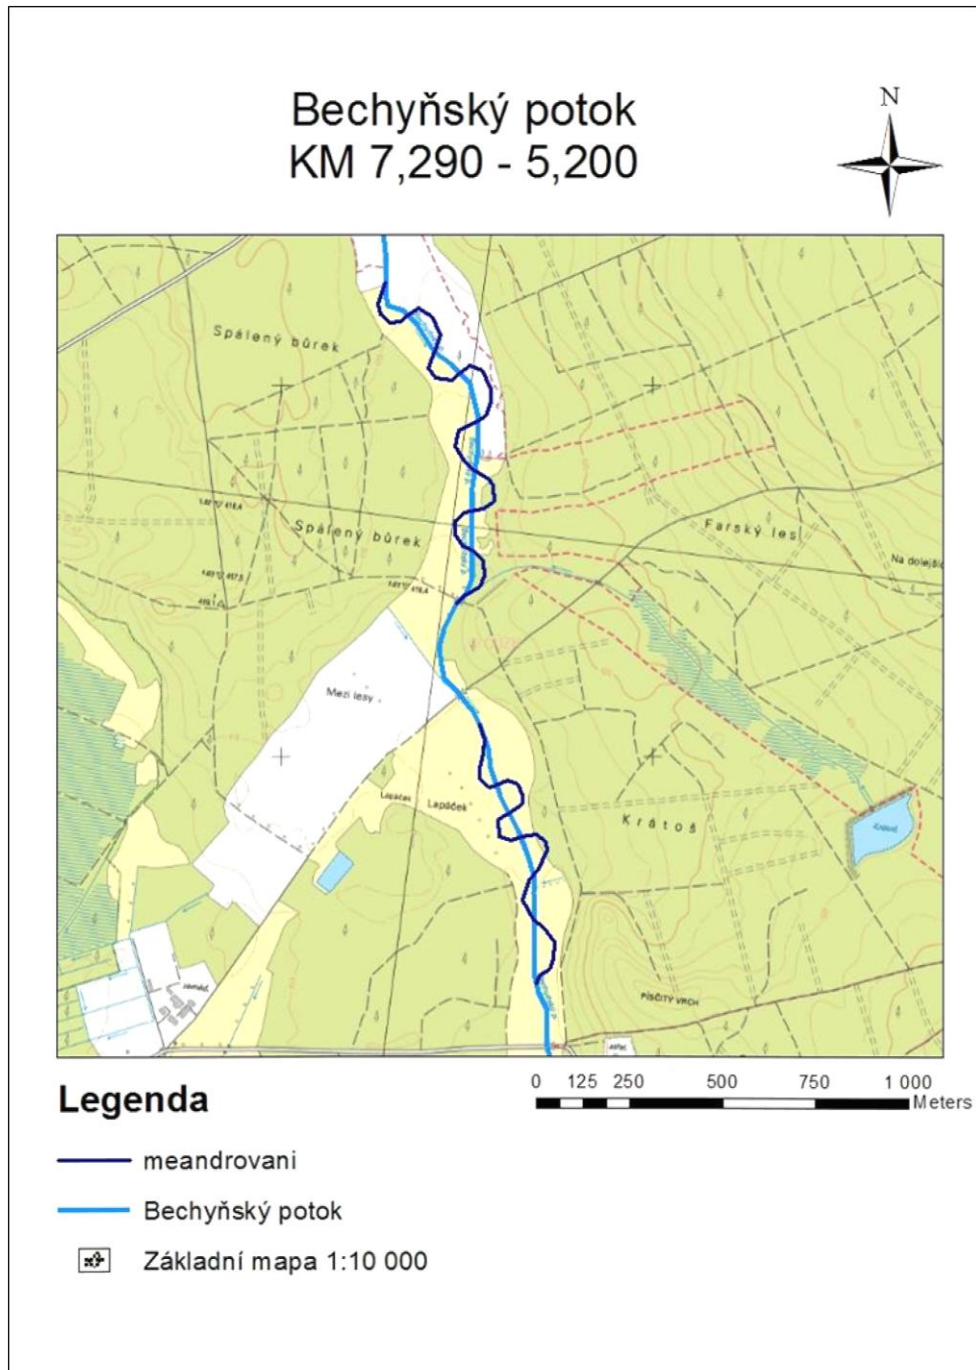 Bechyňský potok
KM 7,290 - 5,200
N
Spálený bůrek
Spálený bůrek
Farský les
Na dolejšíc
Mezi lesy
Lapáček
Lapáček
Krátoš
PÍSČITÝ VRCH
Legenda
0 125 250 500 750 1 000
Meters
meandrovani
Bechyňský potok
Základní mapa 1:10 000